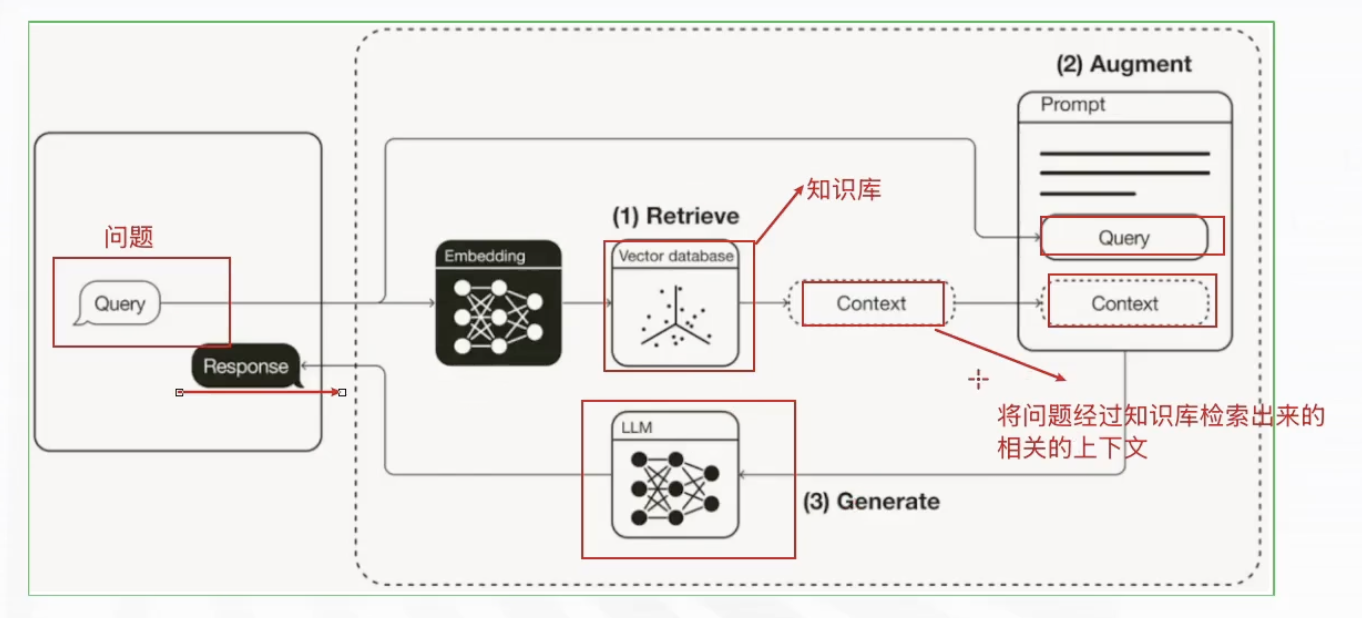 (2) Augment
Prompt
知识库
(1) Retrieve
问题
Query
Embedding
Vector database
Query
Context
Context
Response
将问题经过知识库检索出来的
相关的上下文
LLM
(3) Generate